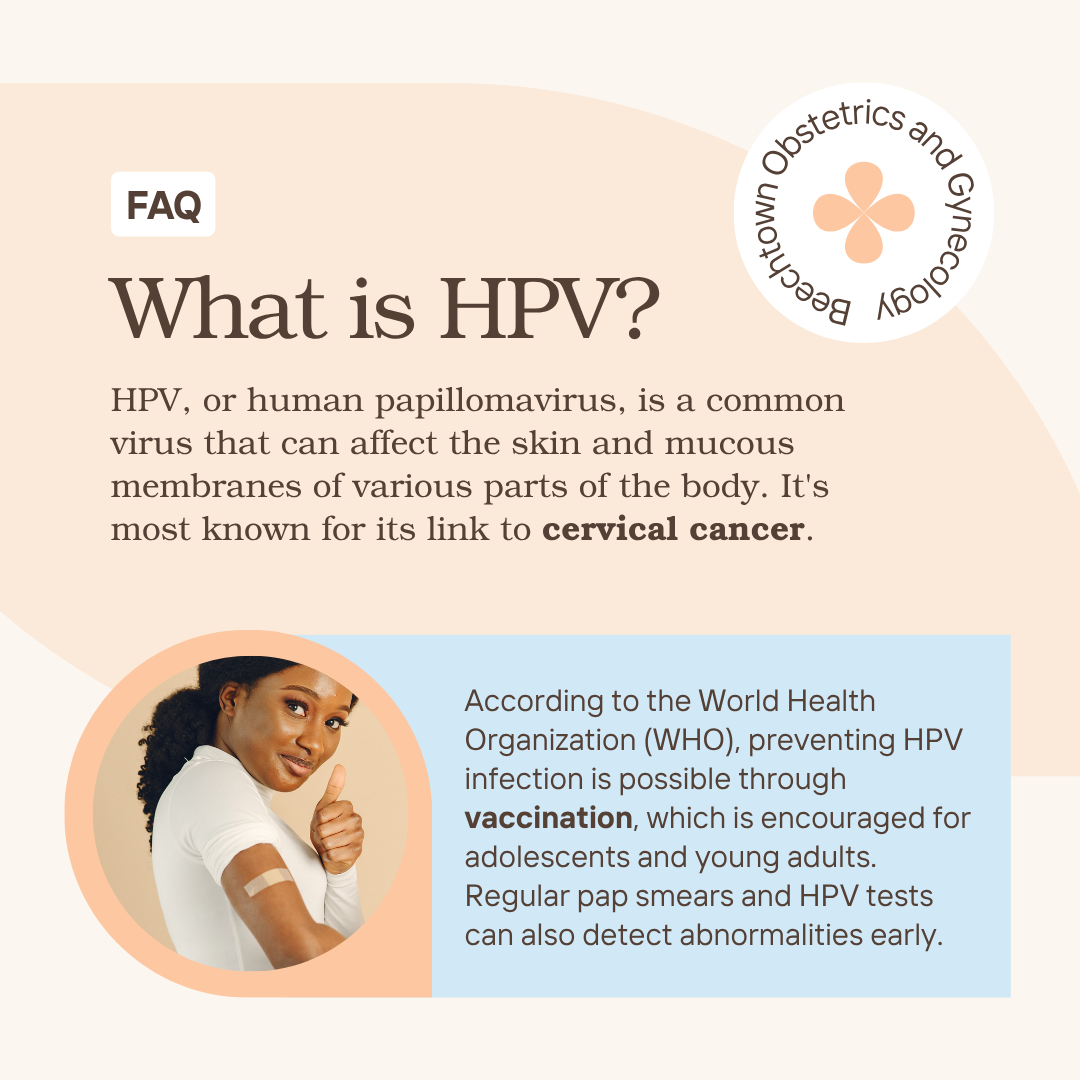 Beechtown Obstetrics and Gynecology
FAQ
What is HPV?
HPV, or human papillomavirus, is a common
virus that can affect the skin and mucous
membranes of various parts of the body. It's
most known for its link to cervical cancer.
According to the World Health
Organization (WHO), preventing HPV
infection is possible through
vaccination, which is encouraged for
adolescents and young adults.
Regular pap smears and HPV tests
can also detect abnormalities early.